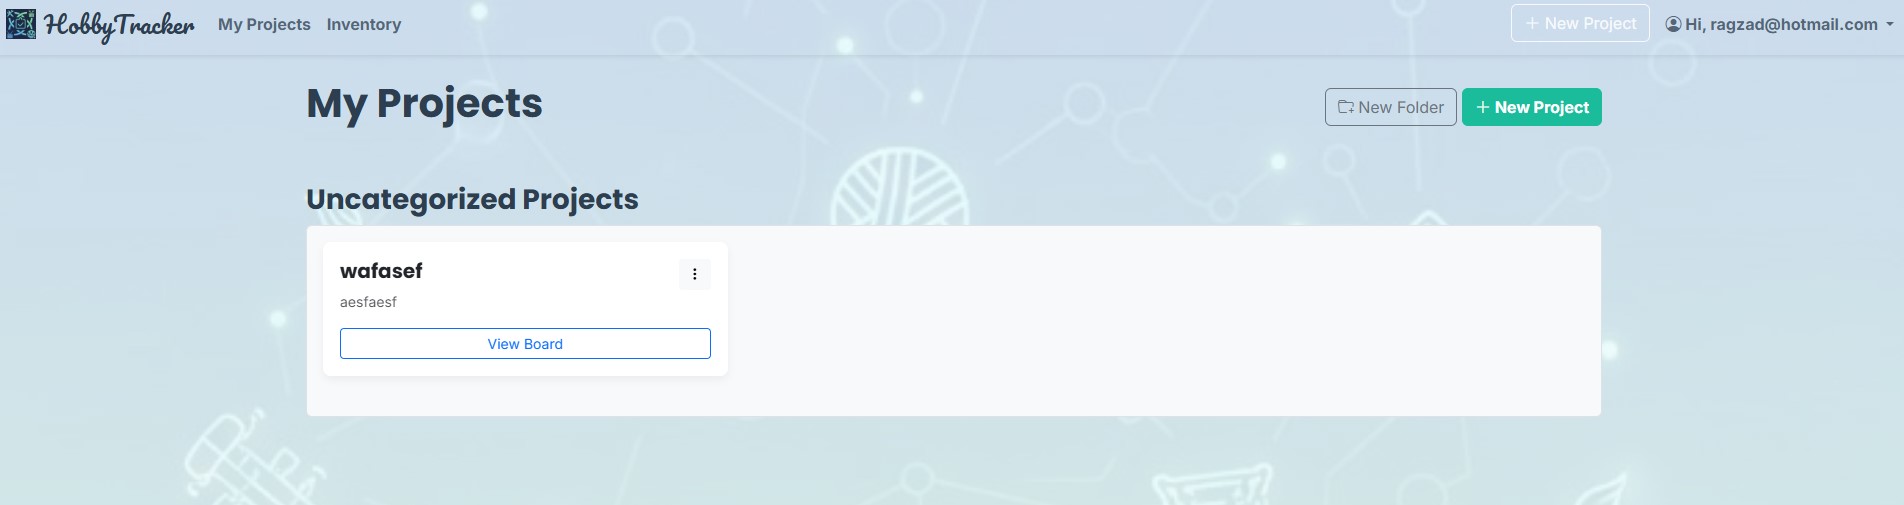 HobbyTracker My Projects Inventory + New Project Hi, ragzad@hotmail.com
My Projects
New Folder + New Project
Uncategorized Projects
wafasef
aesfaesf
View Board